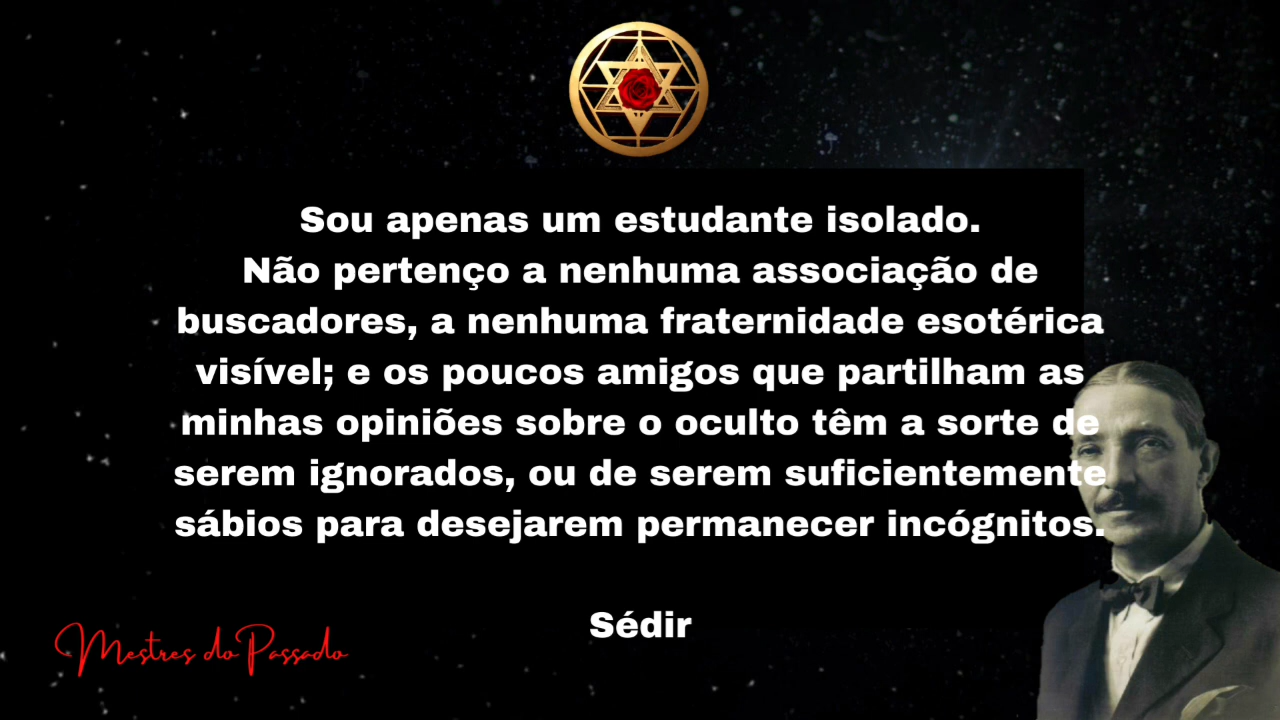 Sou apenas um estudante isolado.
Não pertenço a nenhuma associação de
buscadores, a nenhuma fraternidade esotérica
visível; e os poucos amigos que partilham as
minhas opiniões sobre o oculto têm a sorte de
serem ignorados, ou de serem suficientemente
sábios para desejarem permanecer incógnitos.
Sédir
Mestres do Passado